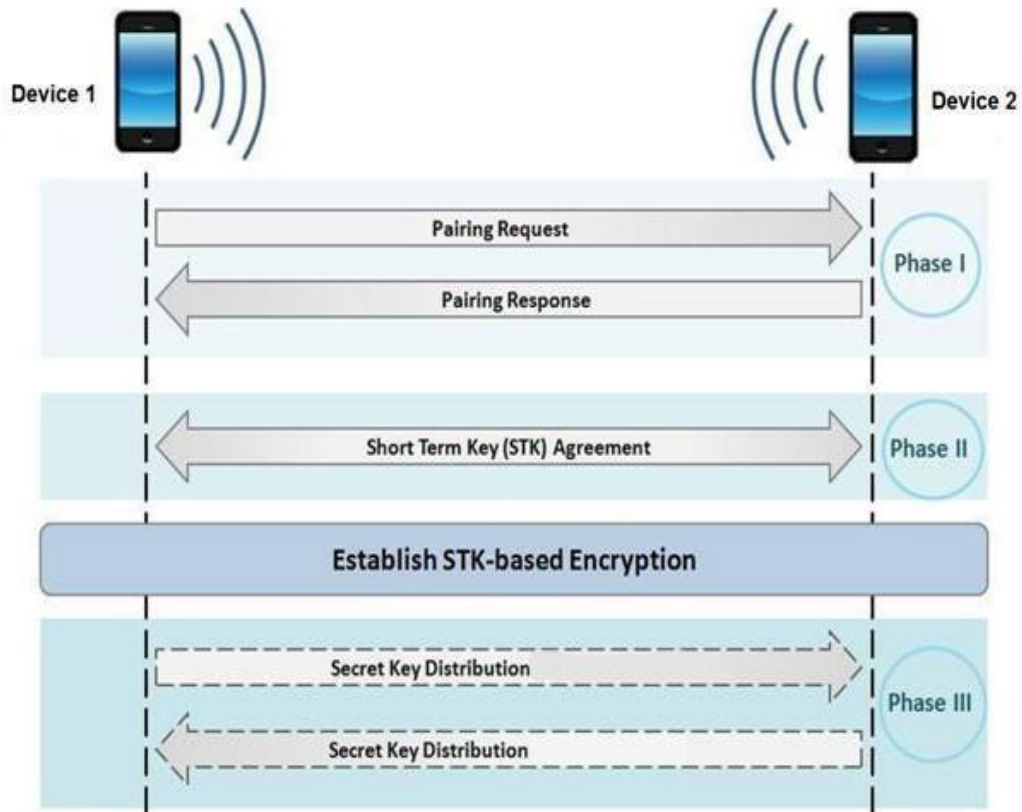 Device 1
Device 2
Pairing Request
Phase I
Pairing Response
Short Term Key (STK) Agreement
Phase II
Establish STK-based Encryption
Secret Key Distribution
Phase III
Secret Key Distribution